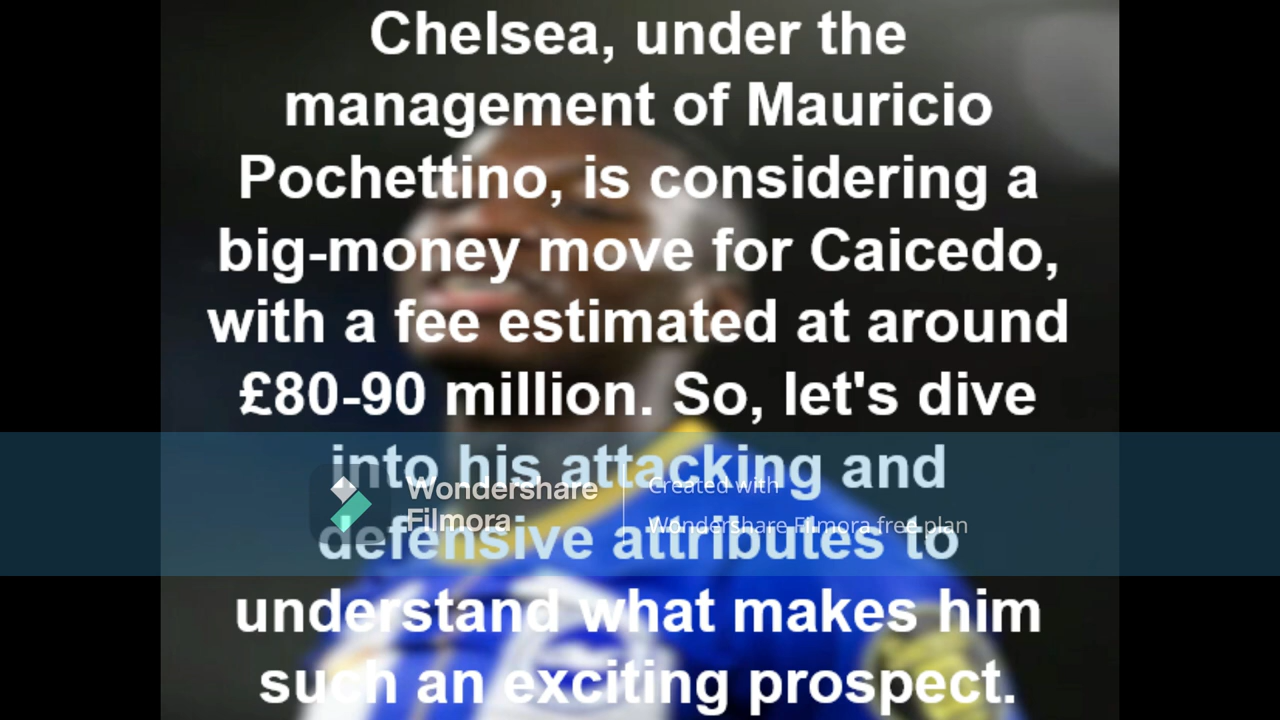 Chelsea, under the
management of Mauricio
Pochettino, is considering a
big-money move for Caicedo,
with a fee estimated at around
£80-90 million. So, let's dive
into his attacking and
Wondershare
Filmora
Created with
Wondershare Filmora free plan
defensive attributes to
understand what makes him
such an exciting prospect.